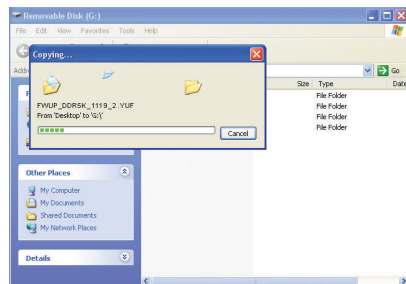 Removable Disk (G:)
File Edit View Favorites Tools Help
Copying...
Go
Size Type Date
FWUP_DDRSK_1119_2.YUF
From 'Desktop' to 'G:\'
Cancel
File Folder
File Folder
File Folder
File Folder
Other Places
My Computer
My Documents
Shared Documents
My Network Places
Details